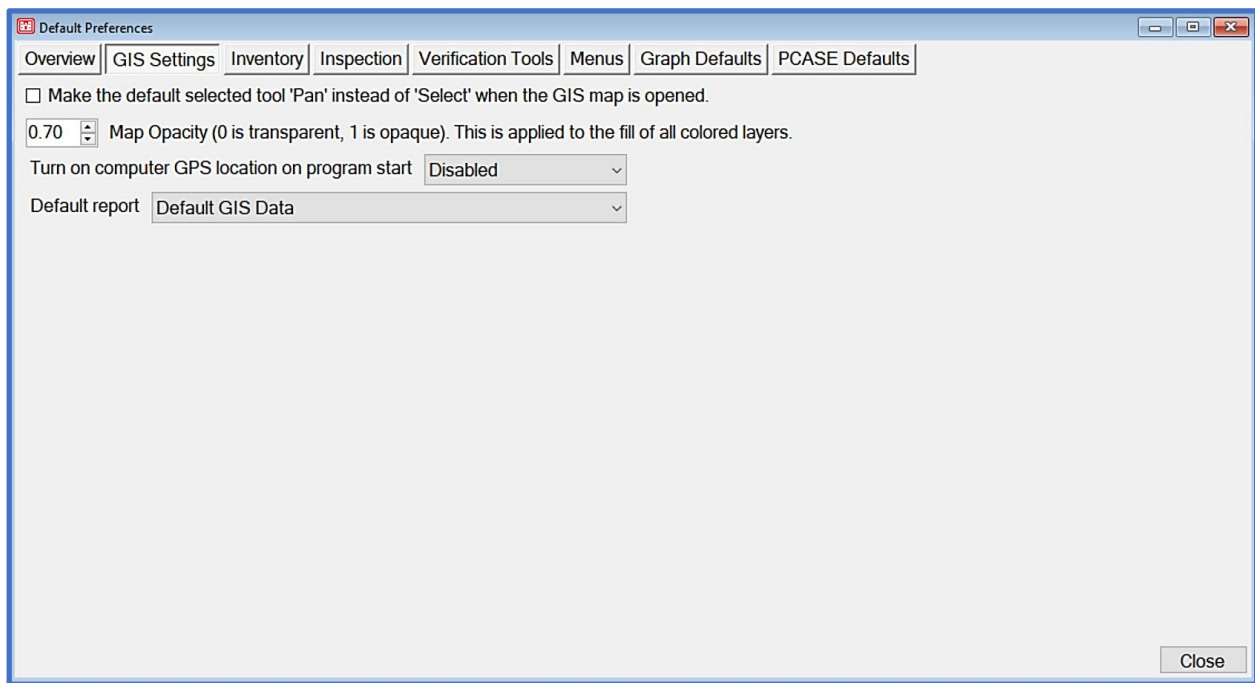 Default Preferences
Overview GIS Settings Inventory Inspection Verification Tools Menus Graph Defaults PCASE Defaults
Make the default selected tool 'Pan' instead of 'Select' when the GIS map is opened.
0.70 Map Opacity (0 is transparent, 1 is opaque). This is applied to the fill of all colored layers.
Turn on computer GPS location on program start Disabled
Default report Default GIS Data
Close